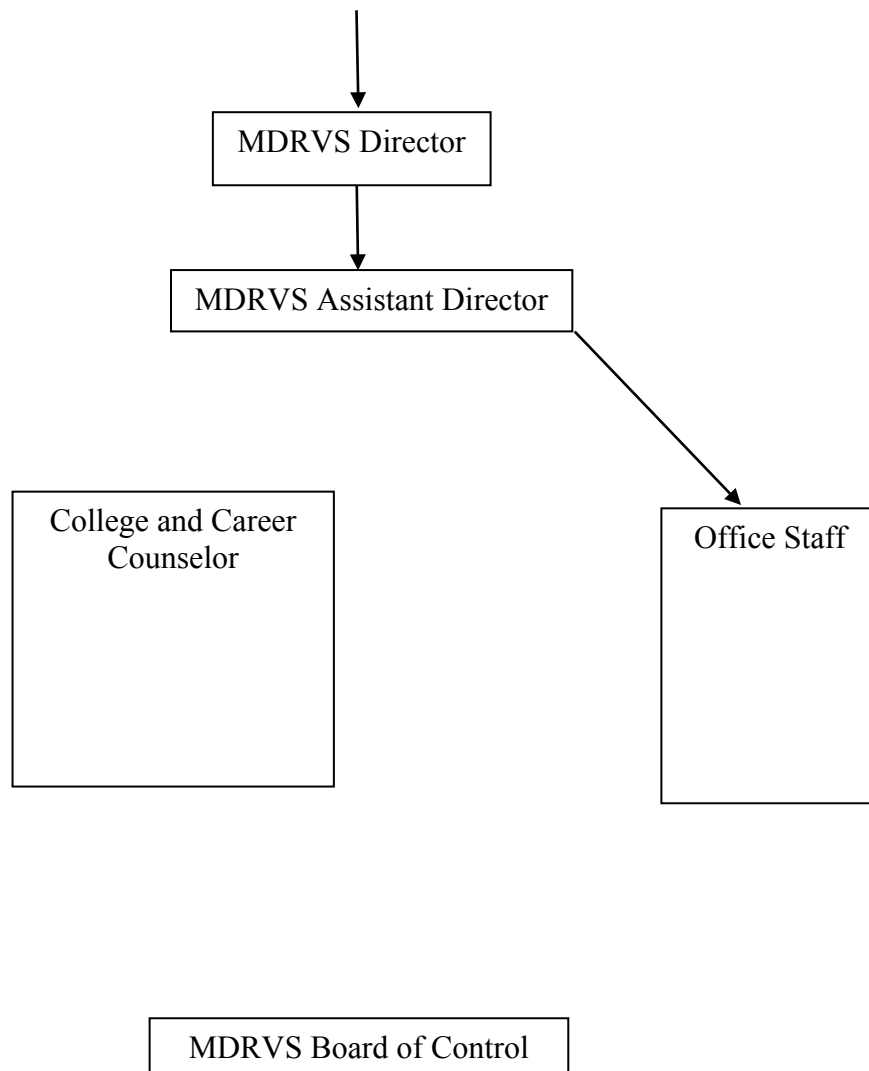 MDRVS Director
MDRVS Assistant Director
College and Career
Counselor
Office Staff
MDRVS Board of Control